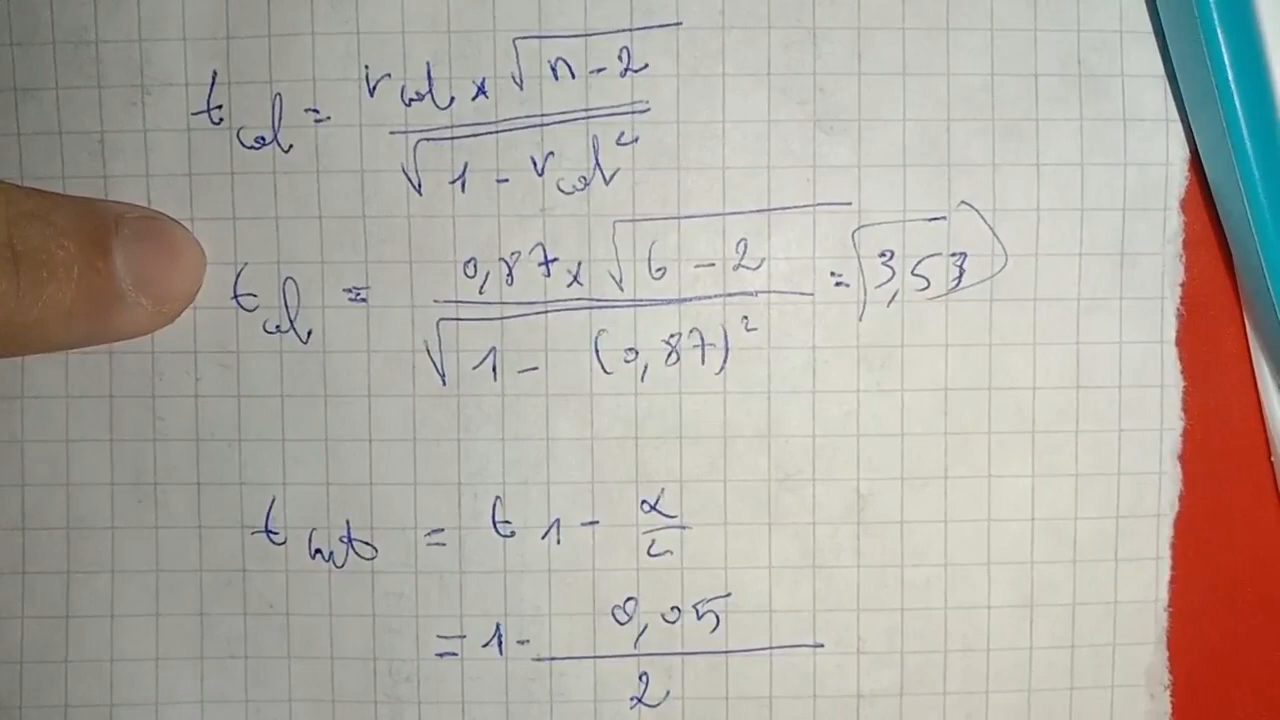 t cal = r cal x √n - 2 / √1 - r cal²
t cal = 0,87 x √6 - 2 / √1 - (0,87)² = 3,53
t crit = t 1 - α/2
= 1 - 0,05 / 2